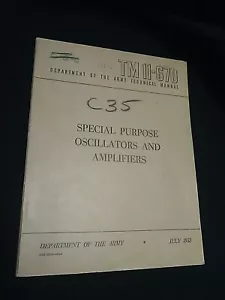 TM 11-670
DEPARTMENT OF THE ARMY TECHNICAL MANUAL
C35
SPECIAL PURPOSE
OSCILLATORS AND
AMPLIFIERS
DEPARTMENT OF THE ARMY • JULY